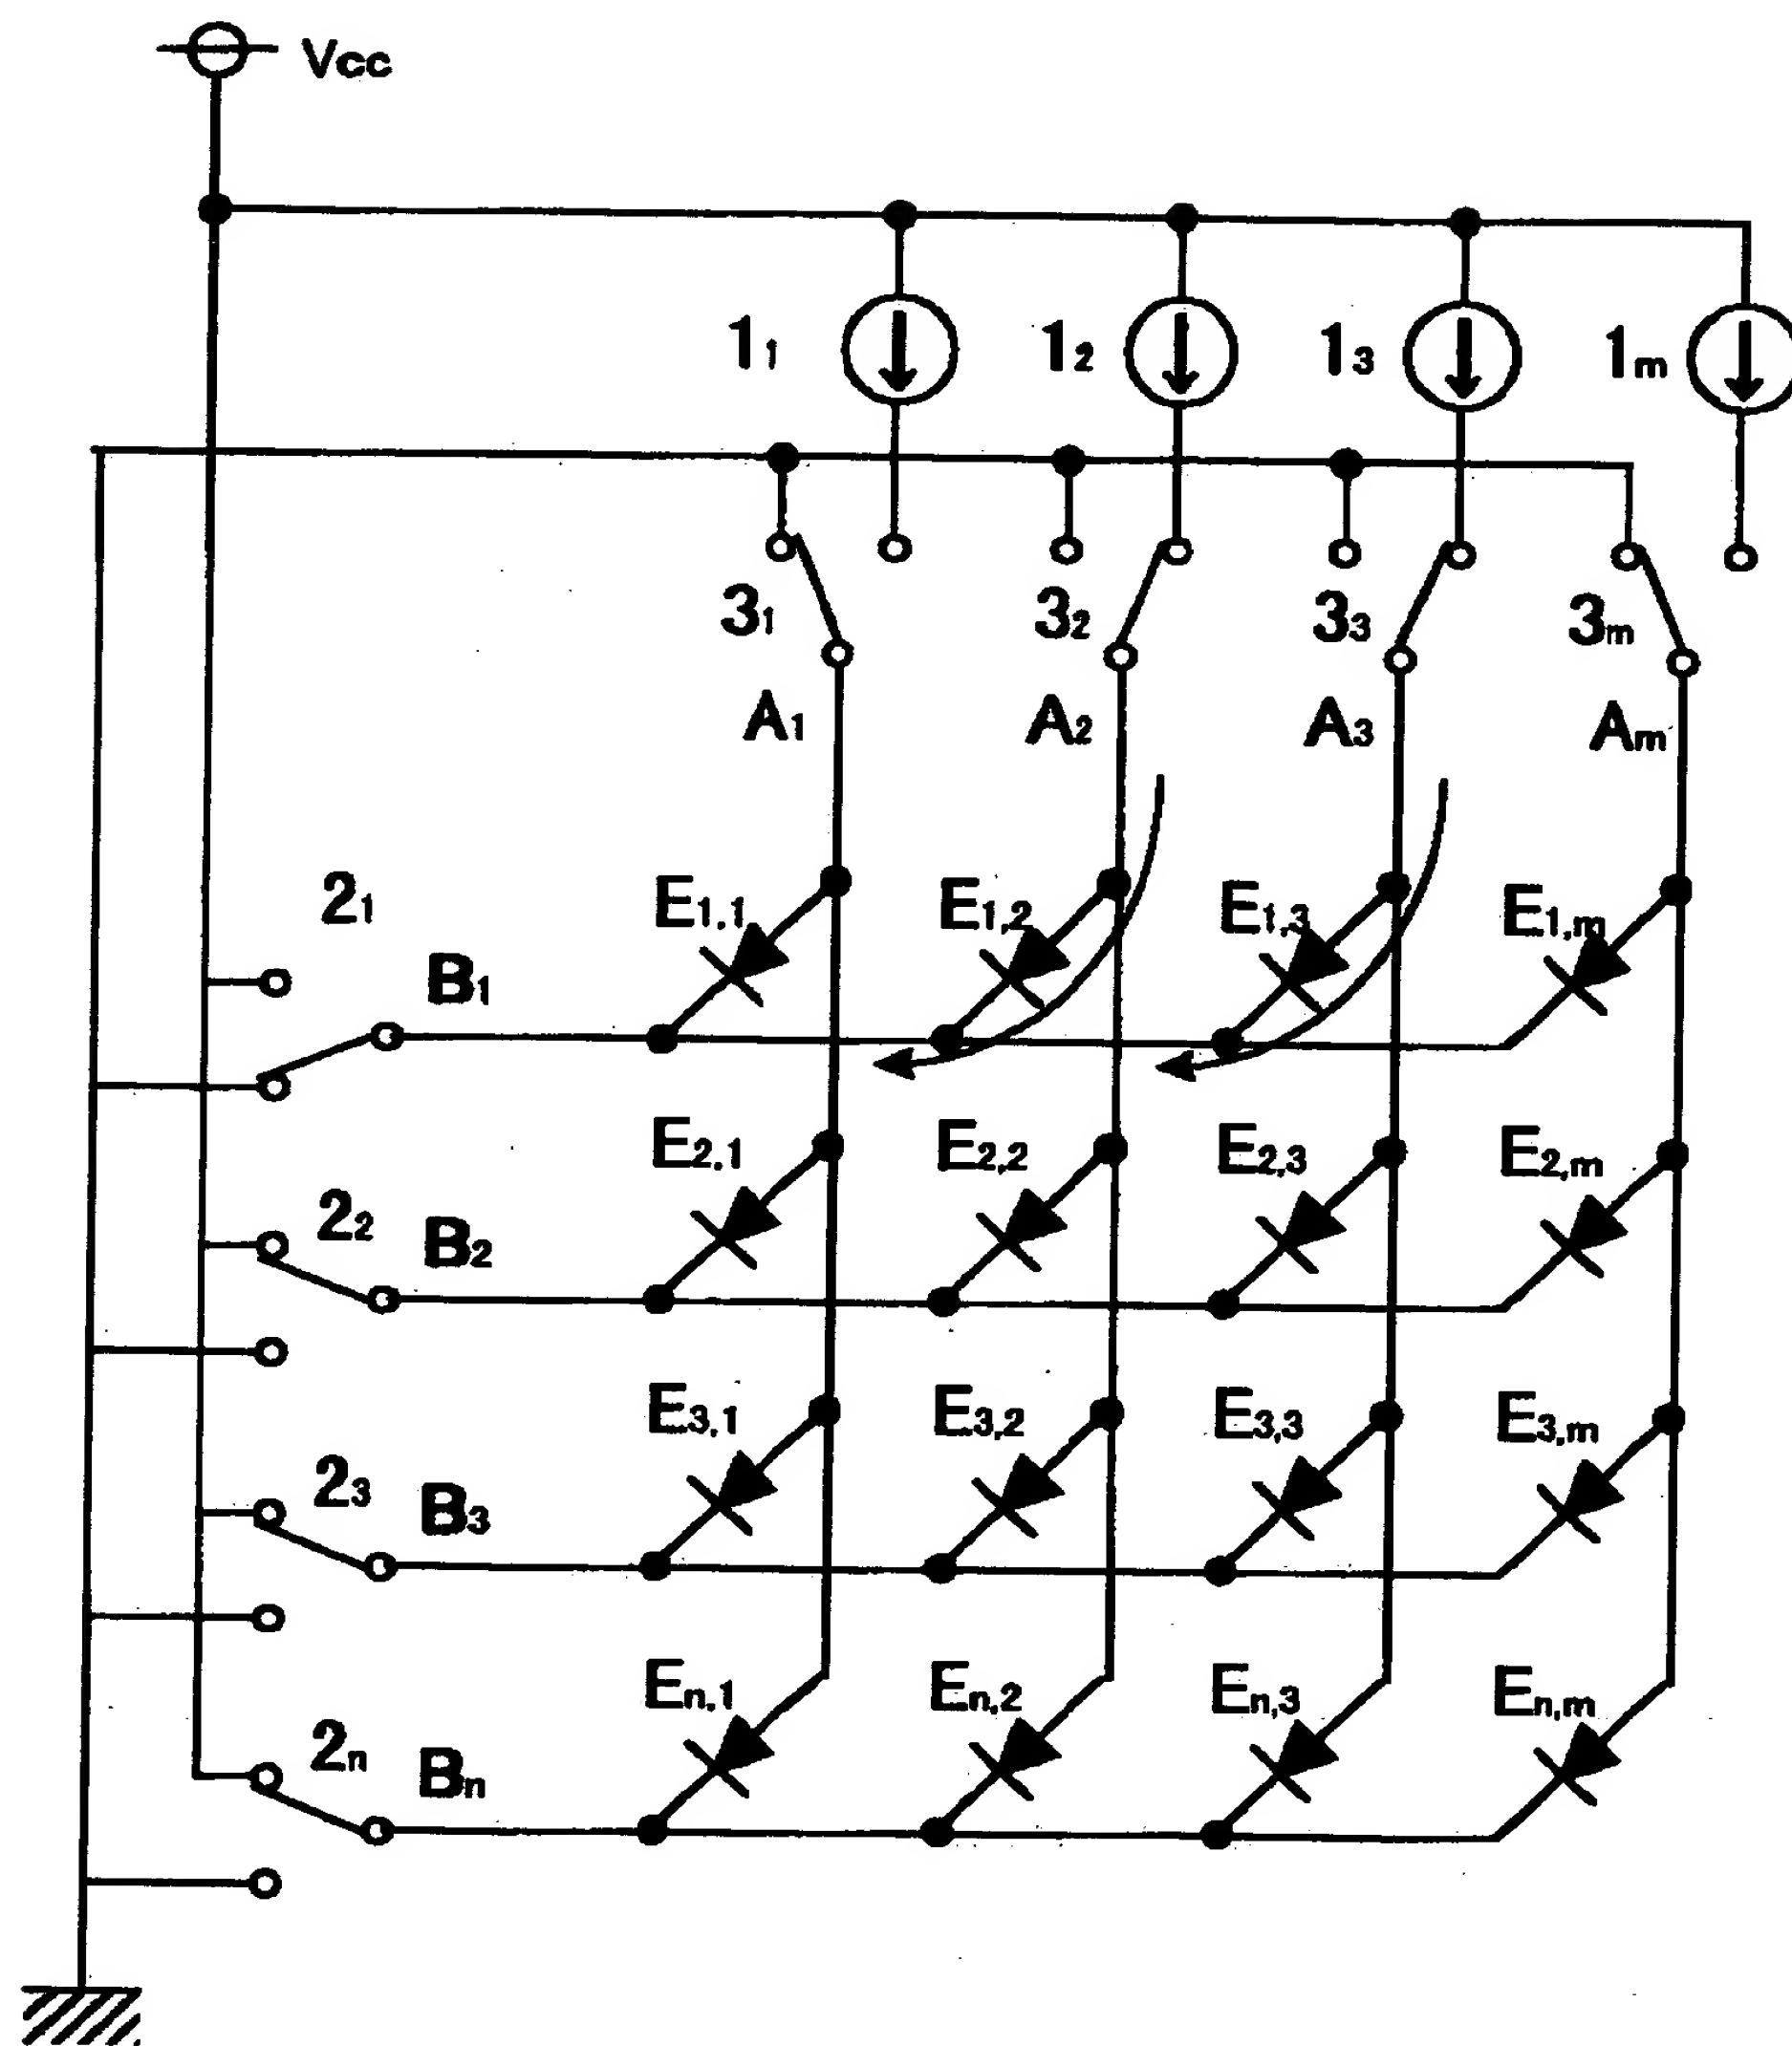 Vcc
1₁ 1₂ 1₃ 1m
3₁ 3₂ 3₃ 3m
A₁ A₂ A₃ Am
2₁ E₁,₁ E₁,₂ E₁,₃ E₁,m
B₁
E₂,₁ E₂,₂ E₂,₃ E₂,m
2₂ B₂
E₃,₁ E₃,₂ E₃,₃ E₃,m
2₃ B₃
En,₁ En,₂ En,₃ En,m
2n Bn